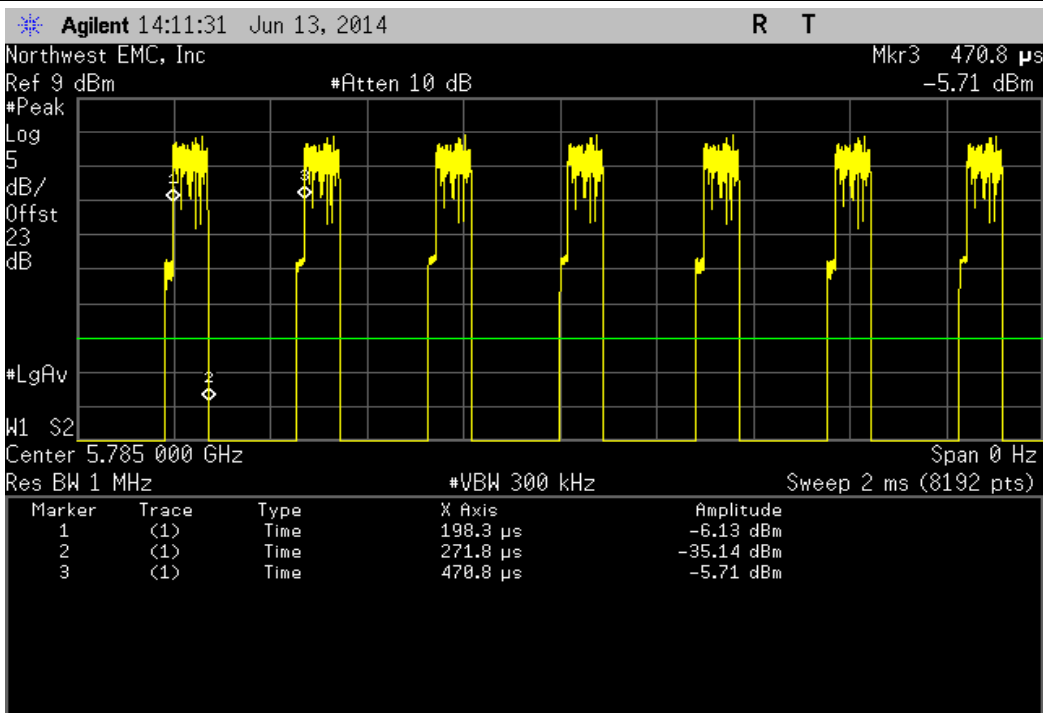 Agilent 14:11:31 Jun 13, 2014 R T
Northwest EMC, Inc Mkr3 470.8 µs
Ref 9 dBm #Atten 10 dB -5.71 dBm
#Peak
Log
5
dB/
Offst
23
dB
1
3
2
#LgAv
W1 S2
Center 5.785 000 GHz Span 0 Hz
Res BW 1 MHz #VBW 300 kHz Sweep 2 ms (8192 pts)
Marker Trace Type X Axis Amplitude
1 (1) Time 198.3 µs -6.13 dBm
2 (1) Time 271.8 µs -35.14 dBm
3 (1) Time 470.8 µs -5.71 dBm